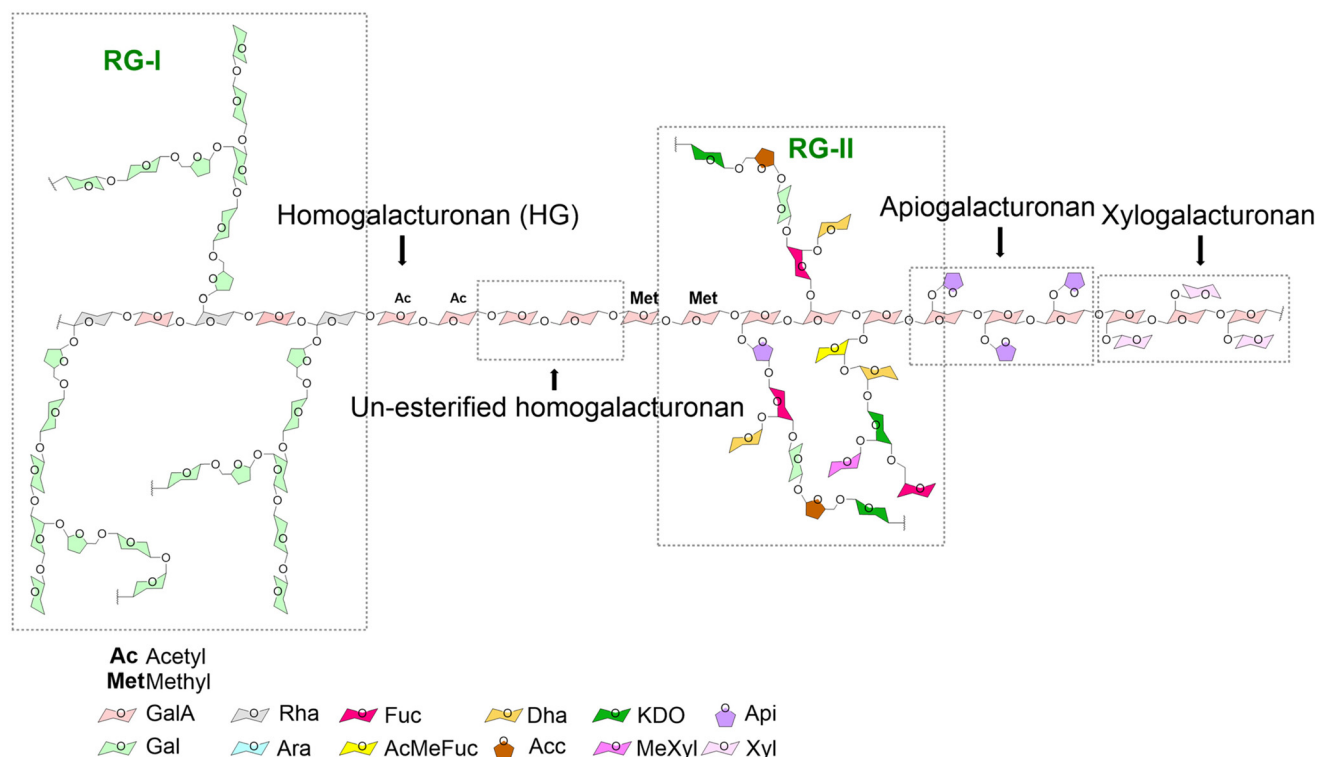 RG-I
RG-II
Homogalacturonan (HG)
Apiogalacturonan
Xylogalacturonan
Ac
Ac
Met
Met
Un-esterified homogalacturonan
Ac Acetyl
Met Methyl
GalA
Rha
Fuc
Dha
KDO
Api
Gal
Ara
AcMeFuc
Acc
MeXyl
Xyl